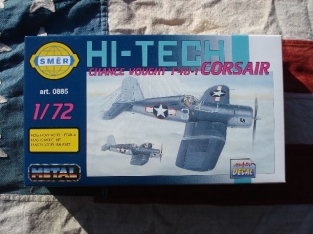 SMĚR
HI-TECH
CHANCE VOUGHT F4U-1 CORSAIR
art. 0885
1/72
METAL
DECAL